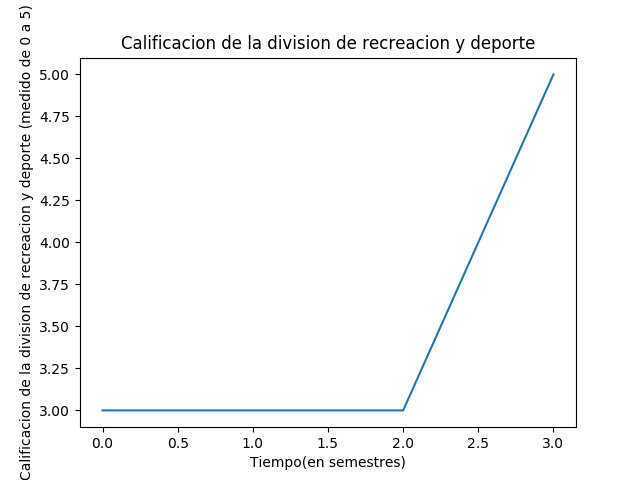 Calificacion de la division de recreacion y deporte
Calificacion de la division de recreacion y deporte (medido de 0 a 5)
5.00
4.75
4.50
4.25
4.00
3.75
3.50
3.25
3.00
0.0 0.5 1.0 1.5 2.0 2.5 3.0
Tiempo(en semestres)